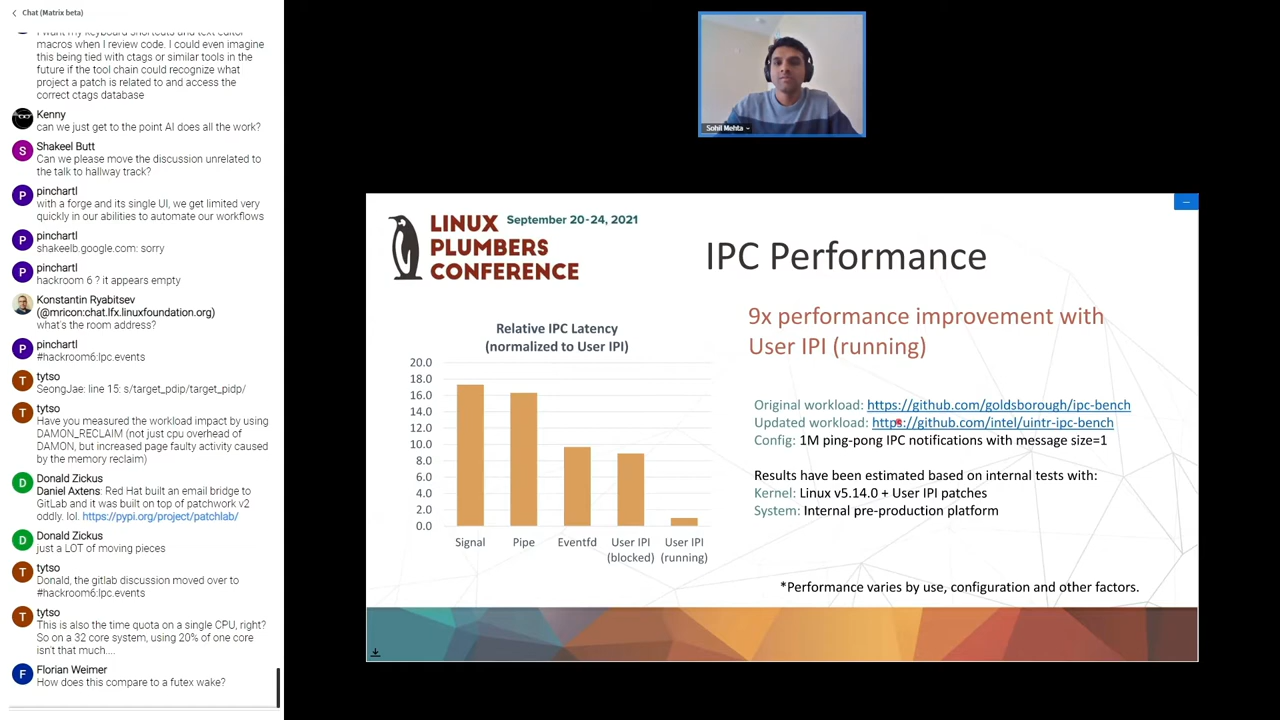 Chat (Matrix beta)
I want my keyboard shortcuts and text editor
macros when I review code. I could even imagine
this being tied with ctags or similar tools in the
future if the tool chain could recognize what
project a patch is related to and access the
correct ctags database
Kenny
can we just get to the point AI does all the work?
S
Shakeel Butt
Can we please move the discussion unrelated to
the talk to hallway track?
P
pinchartl
with a forge and its single UI, we get limited very
quickly in our abilities to automate our workflows
P
pinchartl
shakeelb.google.com: sorry
P
pinchartl
hackroom 6 ? it appears empty
Konstantin Ryabitsev
(@mricon:chat.lfx.linuxfoundation.org)
what's the room address?
P
pinchartl
#hackroom6:lpc.events
T
tytso
SeongJae: line 15: s/target_pdip/target_pidp/
T
tytso
Have you measured the workload impact by using
DAMON_RECLAIM (not just cpu overhead of
DAMON, but increased page faulty activity caused
by the memory reclaim)
D
Donald Zickus
Daniel Axtens: Red Hat built an email bridge to
GitLab and it was built on top of patchwork v2
oddly. lol. https://pypi.org/project/patchlab/
D
Donald Zickus
just a LOT of moving pieces
T
tytso
Donald, the gitlab discussion moved over to
#hackroom6:lpc.events
T
tytso
This is also the time quota on a single CPU, right?
So on a 32 core system, using 20% of one core
isn't that much....
F
Florian Weimer
How does this compare to a futex wake?
Sohil Mehta
LINUX
PLUMBERS
CONFERENCE
September 20-24, 2021
IPC Performance
Relative IPC Latency
(normalized to User IPI)
20.0
18.0
16.0
14.0
12.0
10.0
8.0
6.0
4.0
2.0
0.0
Signal
Pipe
Eventfd
User IPI
(blocked)
User IPI
(running)
9x performance improvement with
User IPI (running)
Original workload: https://github.com/goldsborough/ipc-bench
Updated workload: https://github.com/intel/uintr-ipc-bench
Config: 1M ping-pong IPC notifications with message size=1
Results have been estimated based on internal tests with:
Kernel: Linux v5.14.0 + User IPI patches
System: Internal pre-production platform
*Performance varies by use, configuration and other factors.